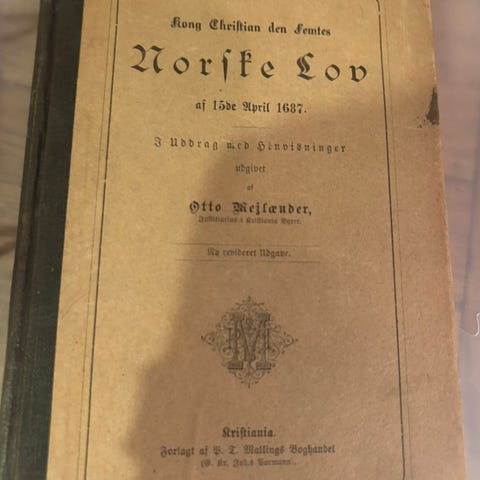 Kong Christian den Femtes
Norske Lov
af 15de April 1687.
I Uddrag med Henvisninger
udgivet
af
Otto Mejlænder,
Justitiarius i Kristiania Byret.
Ny revideret Udgave.
Kristiania.
Forlagt af P. T. Mallings Boghandel